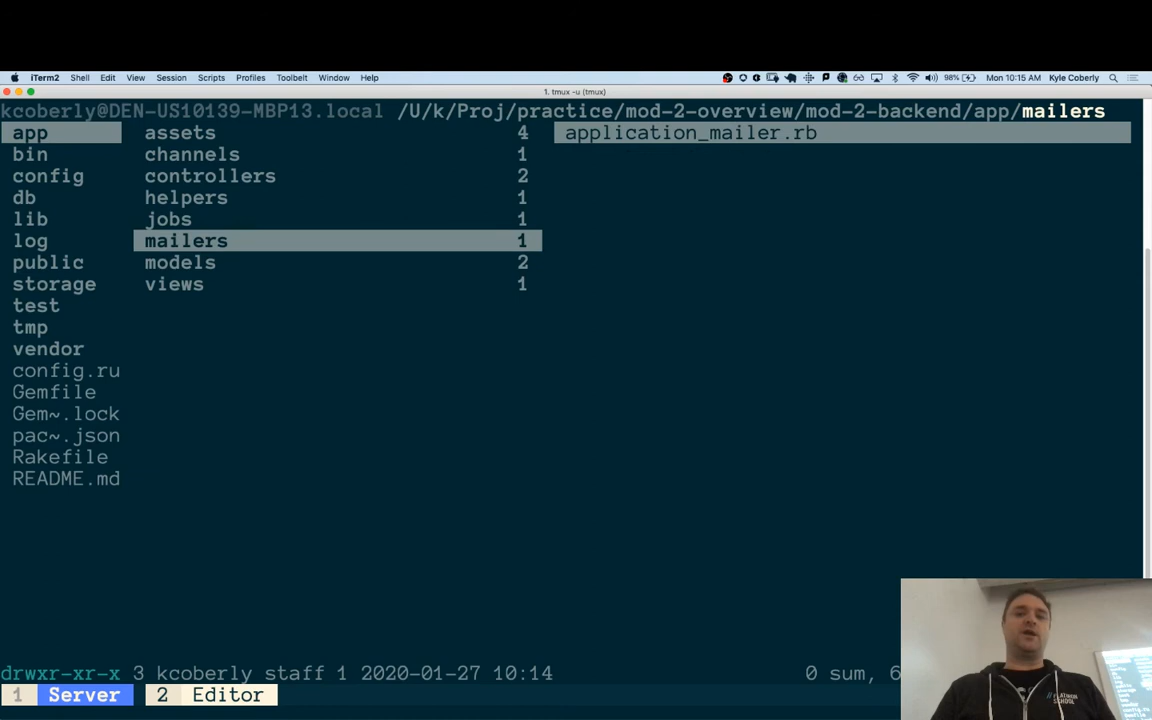 iTerm2 Shell Edit View Session Scripts Profiles Toolbelt Window Help 98% Mon 10:15 AM Kyle Coberly
1. tmux -u (tmux)
kcoberly@DEN-US10139-MBP13.local /U/k/Proj/practice/mod-2-overview/mod-2-backend/app/mailers
app assets 4 application_mailer.rb
bin channels 1
config controllers 2
db helpers 1
lib jobs 1
log mailers 1
public models 2
storage views 1
test
tmp
vendor
config.ru
Gemfile
Gem~.lock
pac~.json
Rakefile
README.md
drwxr-xr-x 3 kcoberly staff 1 2020-01-27 10:14 0 sum, 6
1 Server 2 Editor
SCHOOL